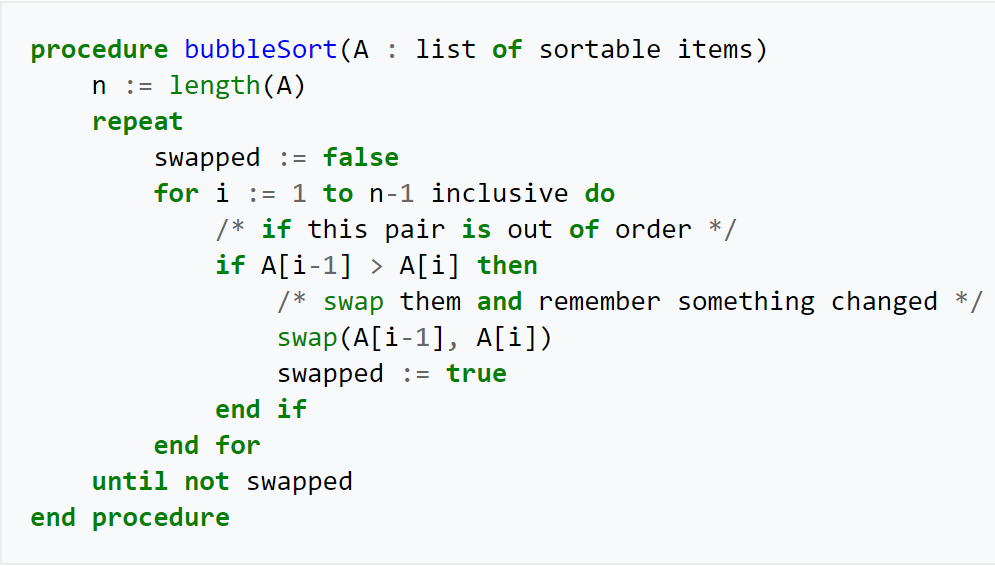 procedure bubbleSort(A : list of sortable items)
    n := length(A)
    repeat
        swapped := false
        for i := 1 to n-1 inclusive do
            /* if this pair is out of order */
            if A[i-1] > A[i] then
                /* swap them and remember something changed */
                swap(A[i-1], A[i])
                swapped := true
            end if
        end for
    until not swapped
end procedure